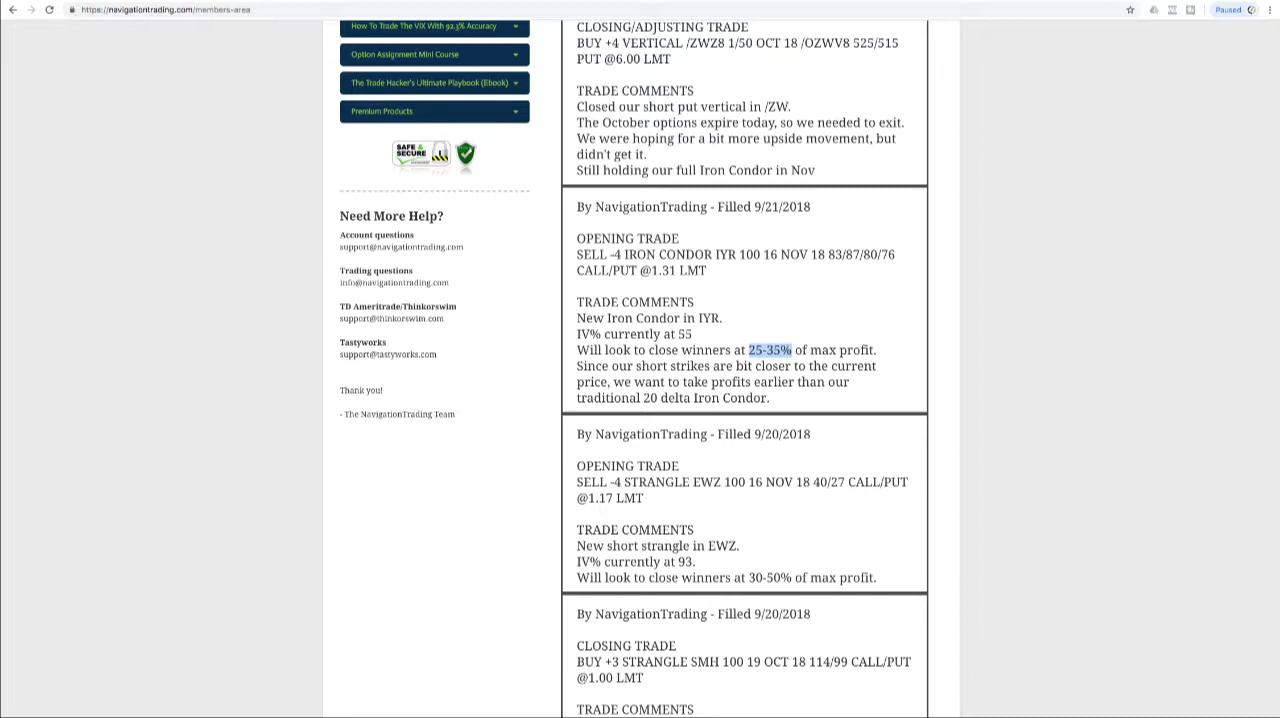 https://navigationtrading.com/members-area
Paused
How To Trade The VIX With 92.3% Accuracy
Option Assignment Mini Course
The Trade Hacker's Ultimate Playbook (Ebook)
Premium Products
SAFE &
SECURE
Need More Help?
Account questions
support@navigationtrading.com
Trading questions
info@navigationtrading.com
TD Ameritrade/Thinkorswim
support@thinkorswim.com
Tastyworks
support@tastyworks.com
Thank you!
- The NavigationTrading Team
CLOSING/ADJUSTING TRADE
BUY +4 VERTICAL /ZWZ8 1/50 OCT 18 /OZWV8 525/515
PUT @6.00 LMT
TRADE COMMENTS
Closed our short put vertical in /ZW.
The October options expire today, so we needed to exit.
We were hoping for a bit more upside movement, but
didn't get it.
Still holding our full Iron Condor in Nov
By NavigationTrading - Filled 9/21/2018
OPENING TRADE
SELL -4 IRON CONDOR IYR 100 16 NOV 18 83/87/80/76
CALL/PUT @1.31 LMT
TRADE COMMENTS
New Iron Condor in IYR.
IV% currently at 55
Will look to close winners at 25-35% of max profit.
Since our short strikes are bit closer to the current
price, we want to take profits earlier than our
traditional 20 delta Iron Condor.
By NavigationTrading - Filled 9/20/2018
OPENING TRADE
SELL -4 STRANGLE EWZ 100 16 NOV 18 40/27 CALL/PUT
@1.17 LMT
TRADE COMMENTS
New short strangle in EWZ.
IV% currently at 93.
Will look to close winners at 30-50% of max profit.
By NavigationTrading - Filled 9/20/2018
CLOSING TRADE
BUY +3 STRANGLE SMH 100 19 OCT 18 114/99 CALL/PUT
@1.00 LMT
TRADE COMMENTS